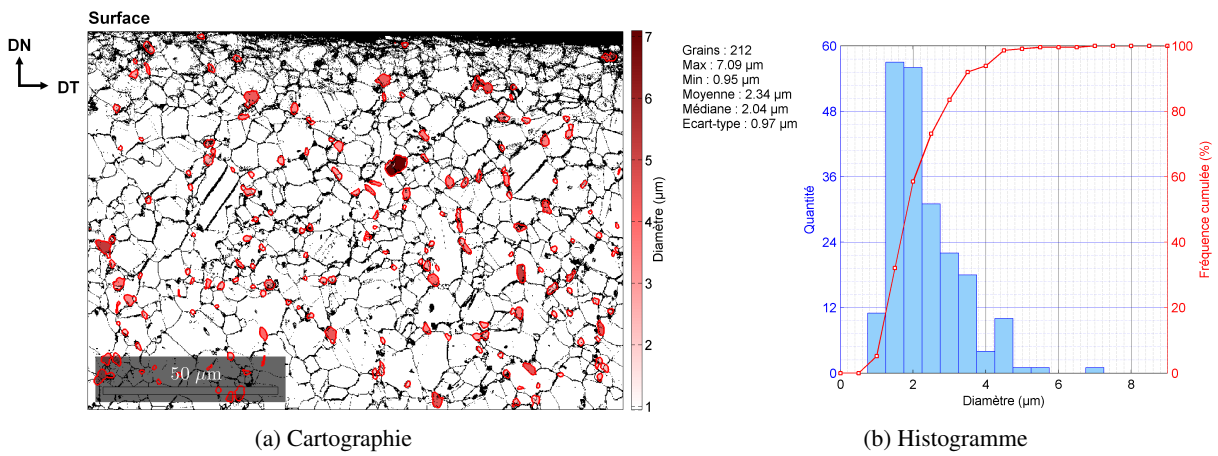 Surface
DN
DT
50 µm
7
6
5
4
3
2
1
Diamètre (µm)
(a) Cartographie
Grains : 212
Max : 7.09 µm
Min : 0.95 µm
Moyenne : 2.34 µm
Médiane : 2.04 µm
Ecart-type : 0.97 µm
60
48
36
24
12
0
Quantité
0
2
4
6
8
Diamètre (µm)
100
80
60
40
20
0
Fréquence cumulée (%)
(b) Histogramme